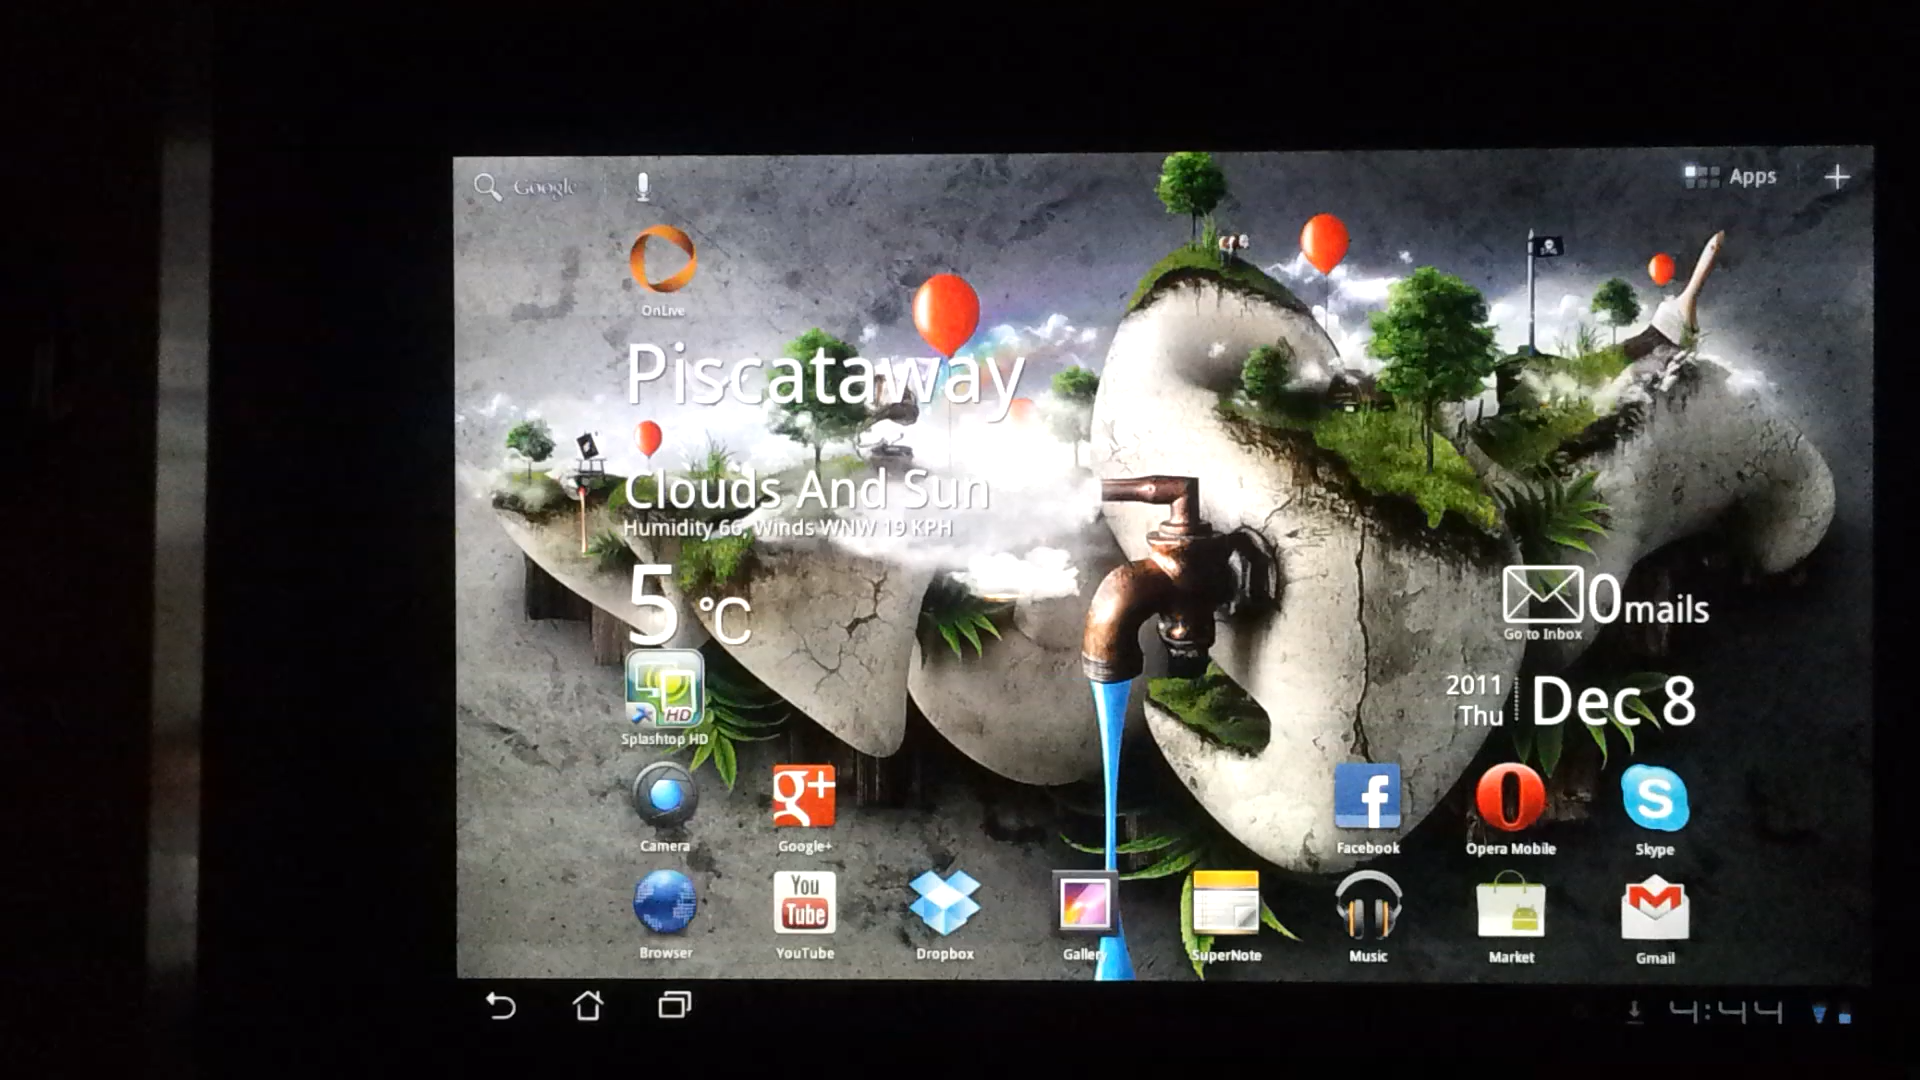 Google
Apps
OnLive
Piscataway
Clouds And Sun
Humidity 66, Winds WNW 19 KPH
5 °C
0mails
Go to Inbox
2011
Thu
Dec 8
HD
Splashtop HD
g+
f
S
Camera
Google+
Facebook
Opera Mobile
Skype
You
Tube
Browser
YouTube
Dropbox
Gallery
SuperNote
Music
Market
Gmail
4:44